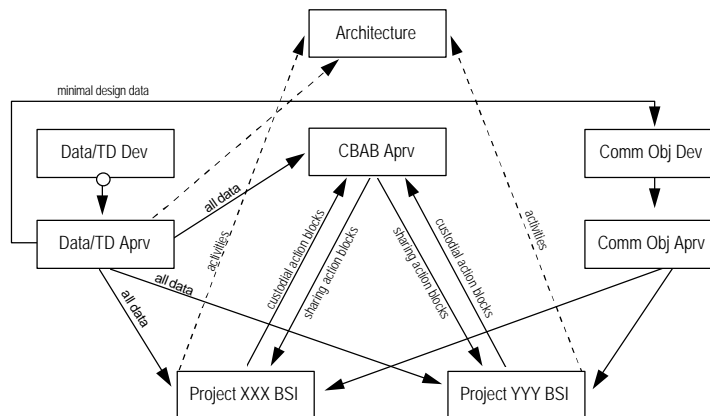 Architecture
minimal design data
Data/TD Dev
CBAB Aprv
Comm Obj Dev
all data
Data/TD Aprv
activities
custodial action blocks
sharing action blocks
sharing action blocks
custodial action blocks
activities
Comm Obj Aprv
all data
all data
Project XXX BSI
Project YYY BSI